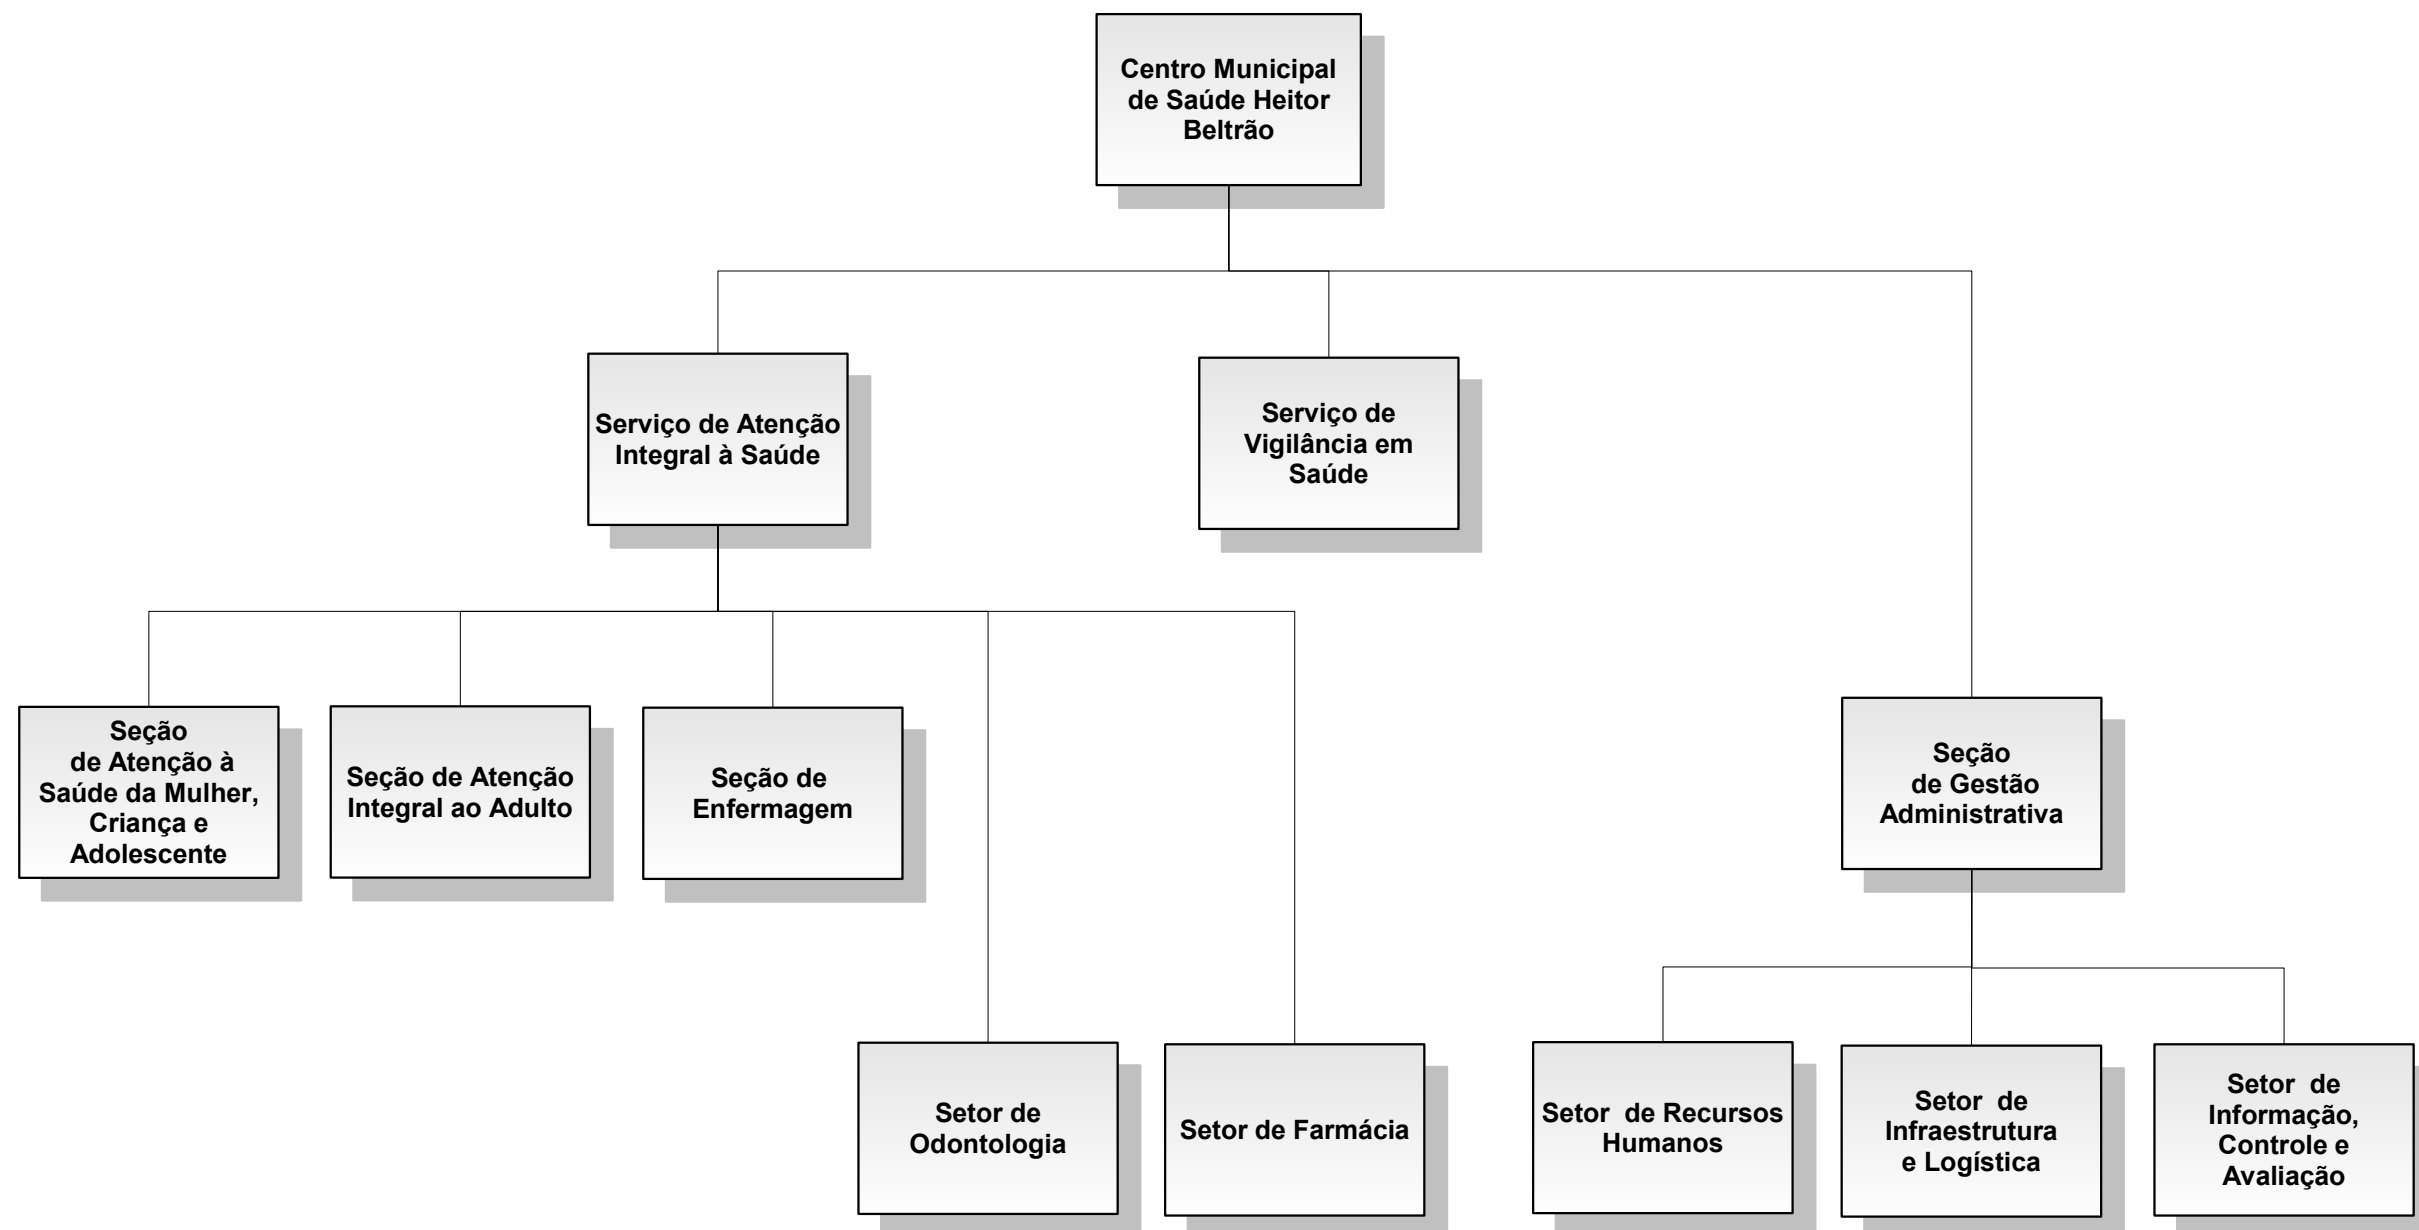 Centro Municipal
de Saúde Heitor
Beltrão
Serviço de Atenção
Integral à Saúde
Serviço de
Vigilância em
Saúde
Seção
de Atenção à
Saúde da Mulher,
Criança e
Adolescente
Seção de Atenção
Integral ao Adulto
Seção de
Enfermagem
Seção
de Gestão
Administrativa
Setor de
Odontologia
Setor de Farmácia
Setor de Recursos
Humanos
Setor de
Infraestrutura
e Logística
Setor de
Informação,
Controle e
Avaliação